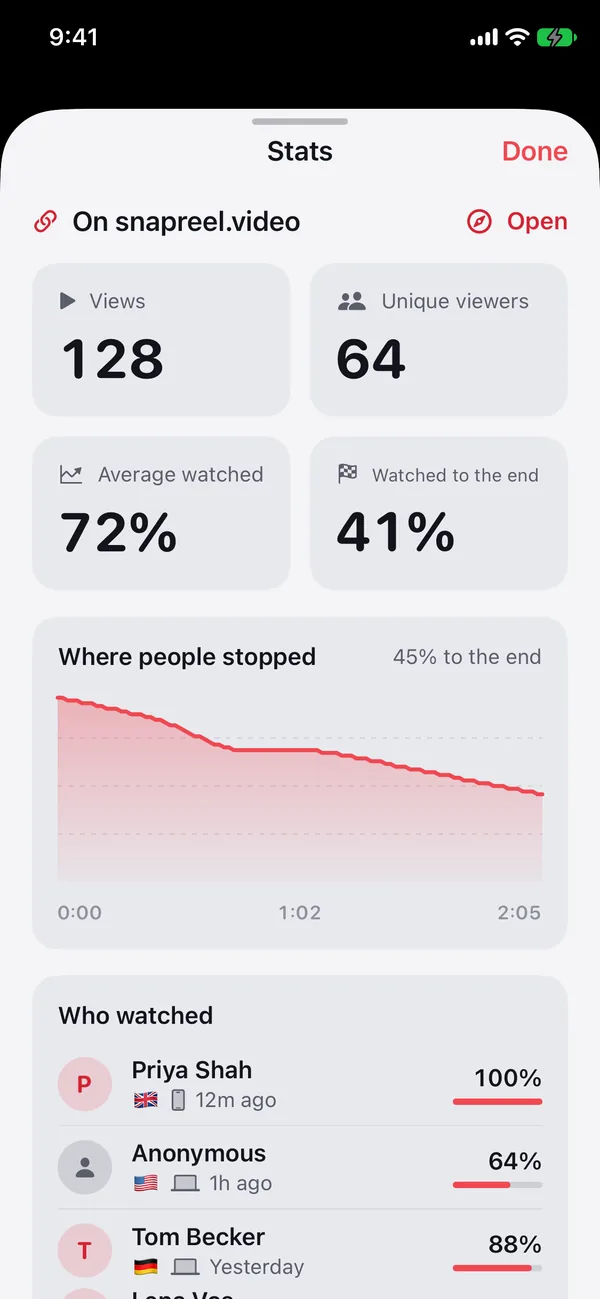 9:41
Stats
Done
On snapreel.video
Open
Views
Unique viewers
128
64
Average watched
Watched to the end
72%
41%
Where people stopped
45% to the end
0:00
1:02
2:05
Who watched
P
Priya Shah
100%
12m ago
Anonymous
64%
1h ago
T
Tom Becker
88%
Yesterday